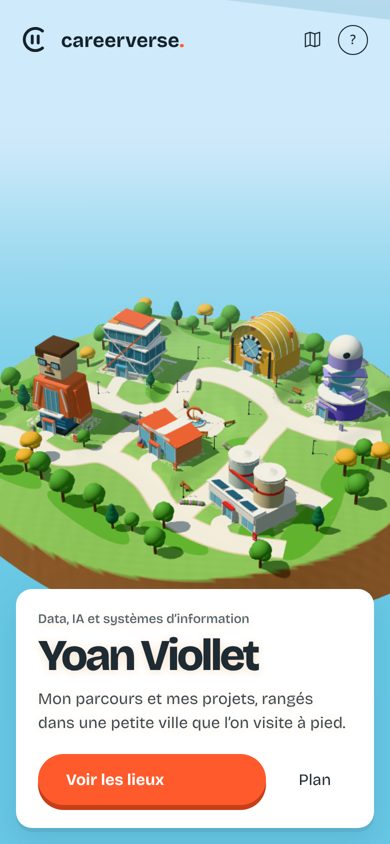 careerverse.
?
Data, IA et systèmes d'information
Yoan Viollet
Mon parcours et mes projets, rangés
dans une petite ville que l'on visite à pied.
Voir les lieux
Plan